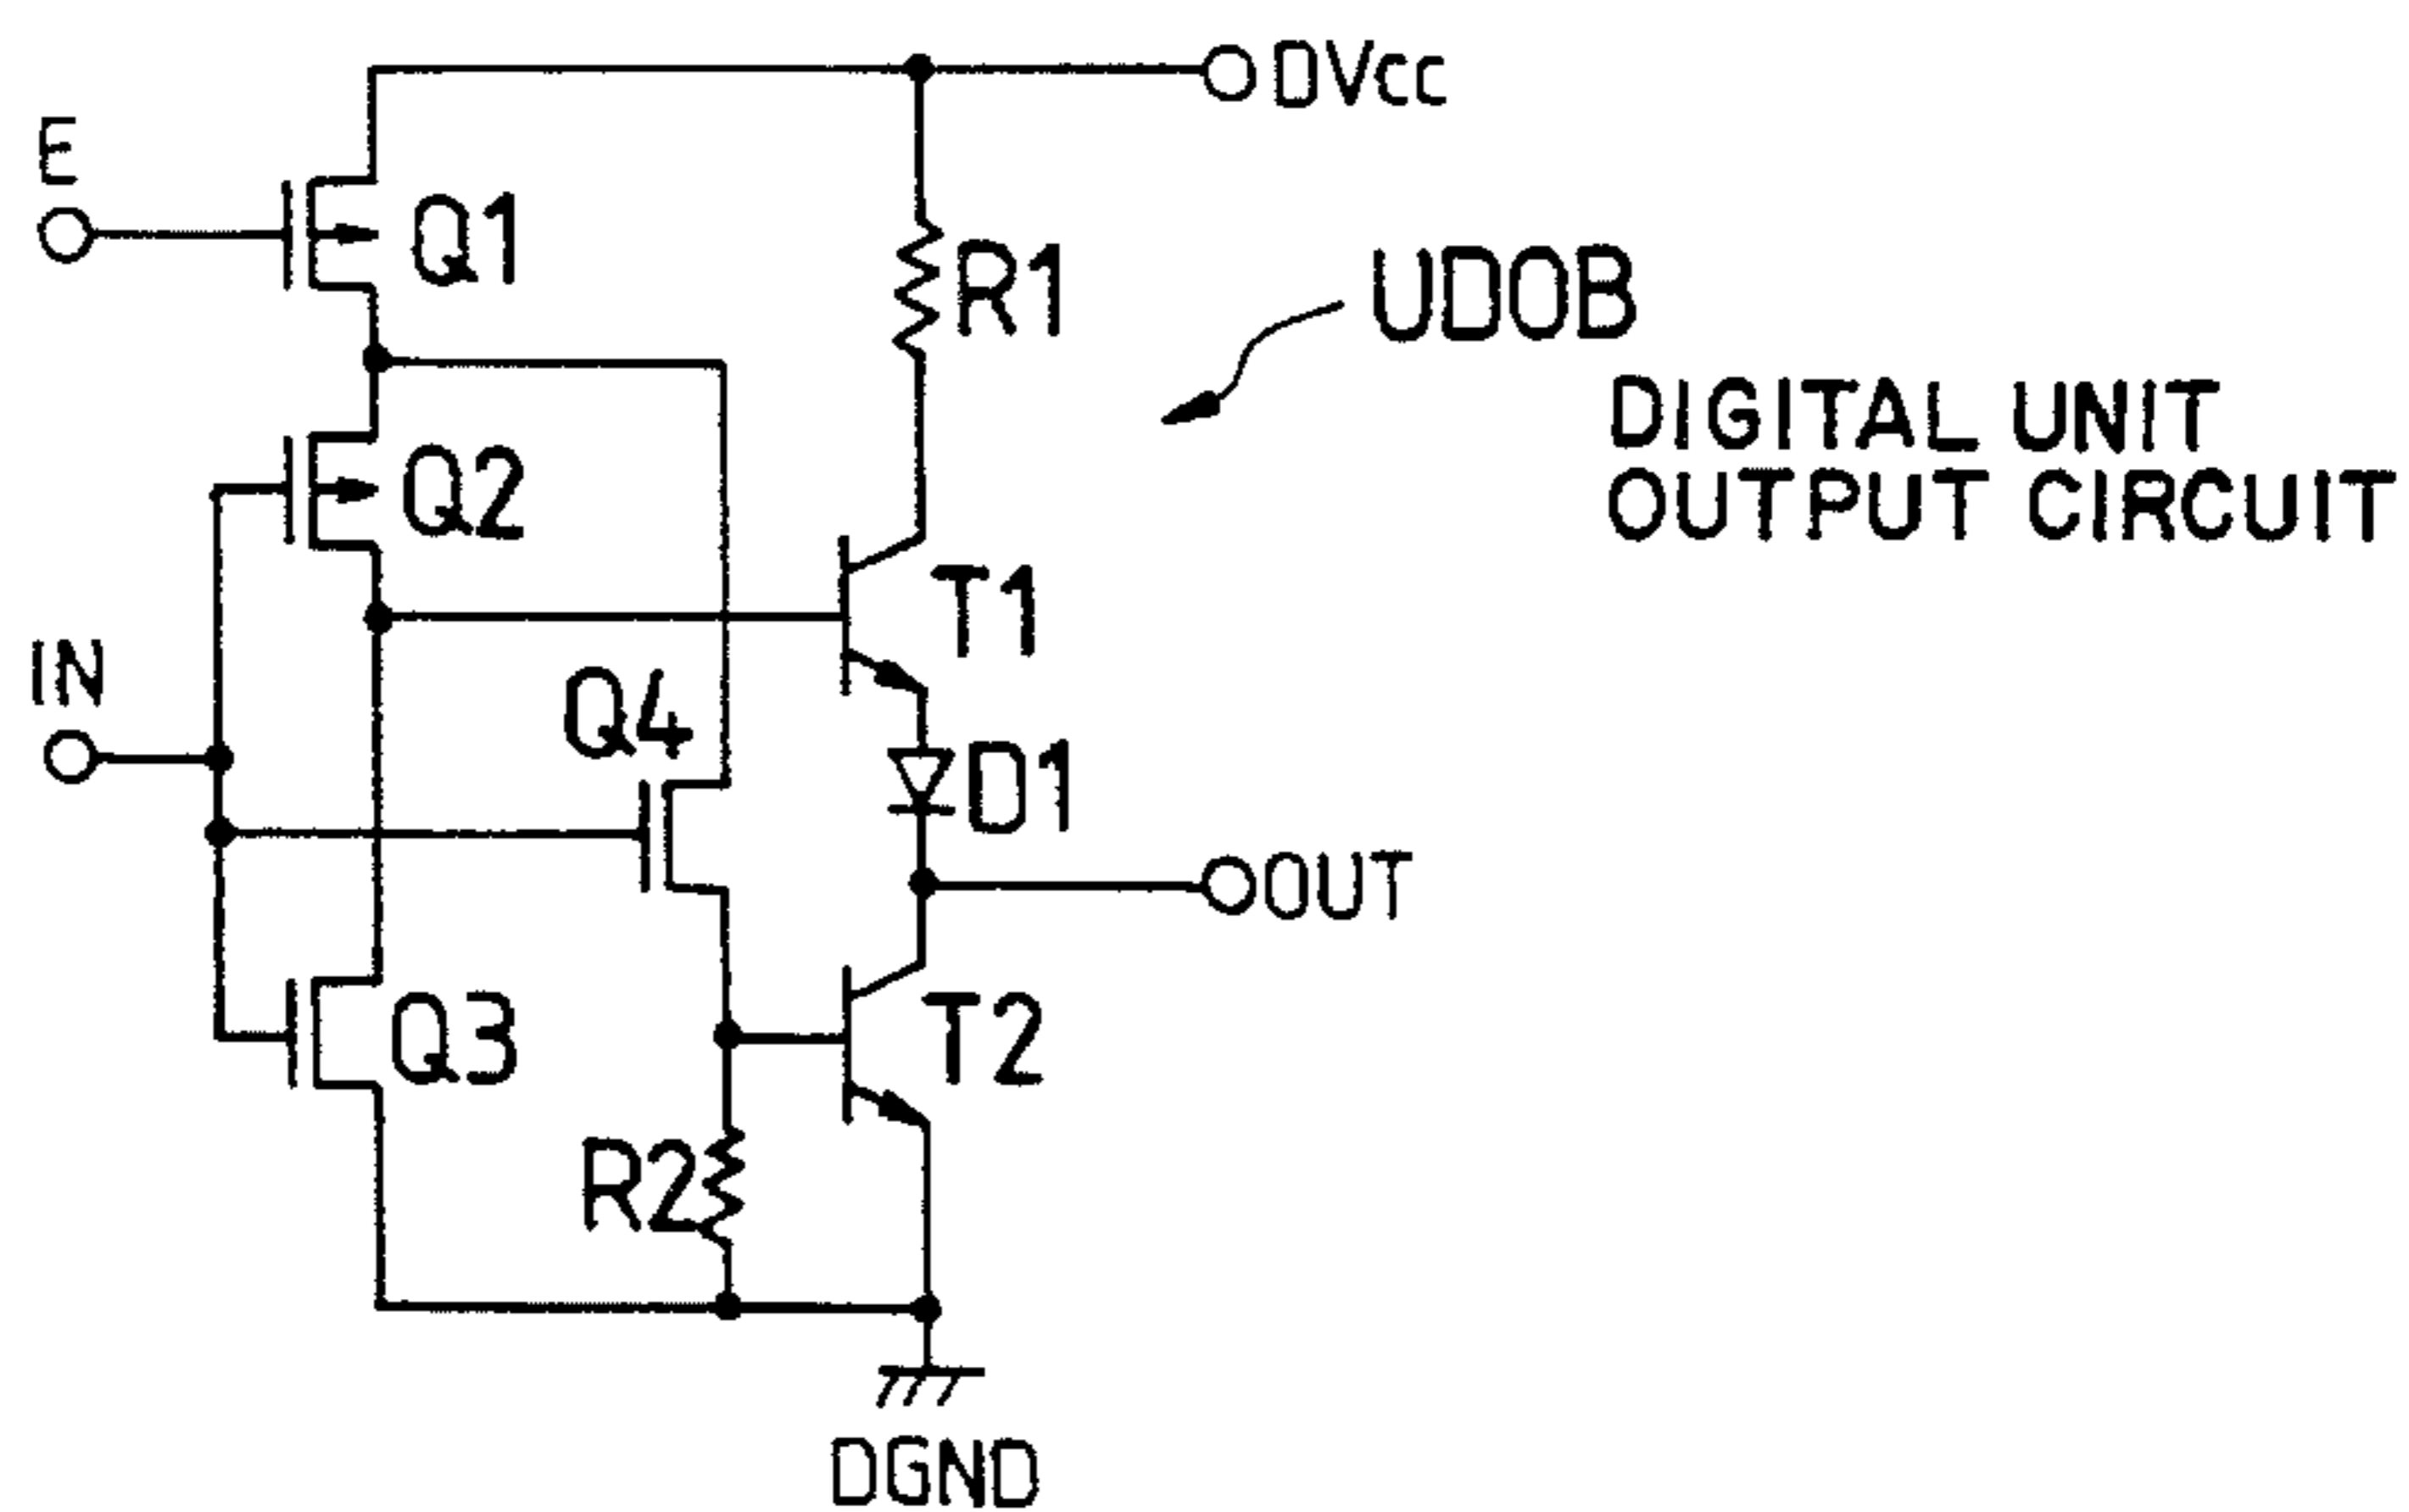 DVcc
E
Q1
R1
UDOB
DIGITAL UNIT
OUTPUT CIRCUIT
Q2
T1
IN
Q4
D1
OUT
Q3
T2
R2
DGND